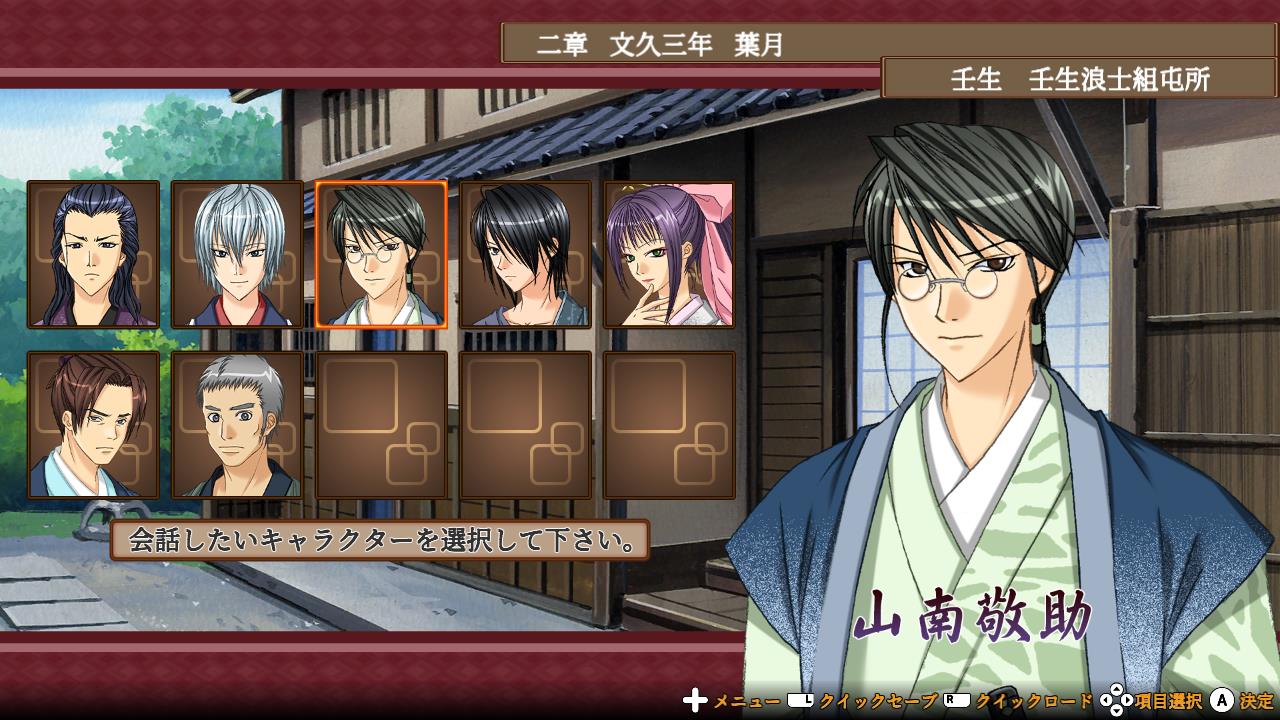 二章　文久三年　葉月
壬生　壬生浪士組屯所
会話したいキャラクターを選択して下さい。
山南敬助
メニュー L クイックセーブ R クイックロード 項目選択 A 決定